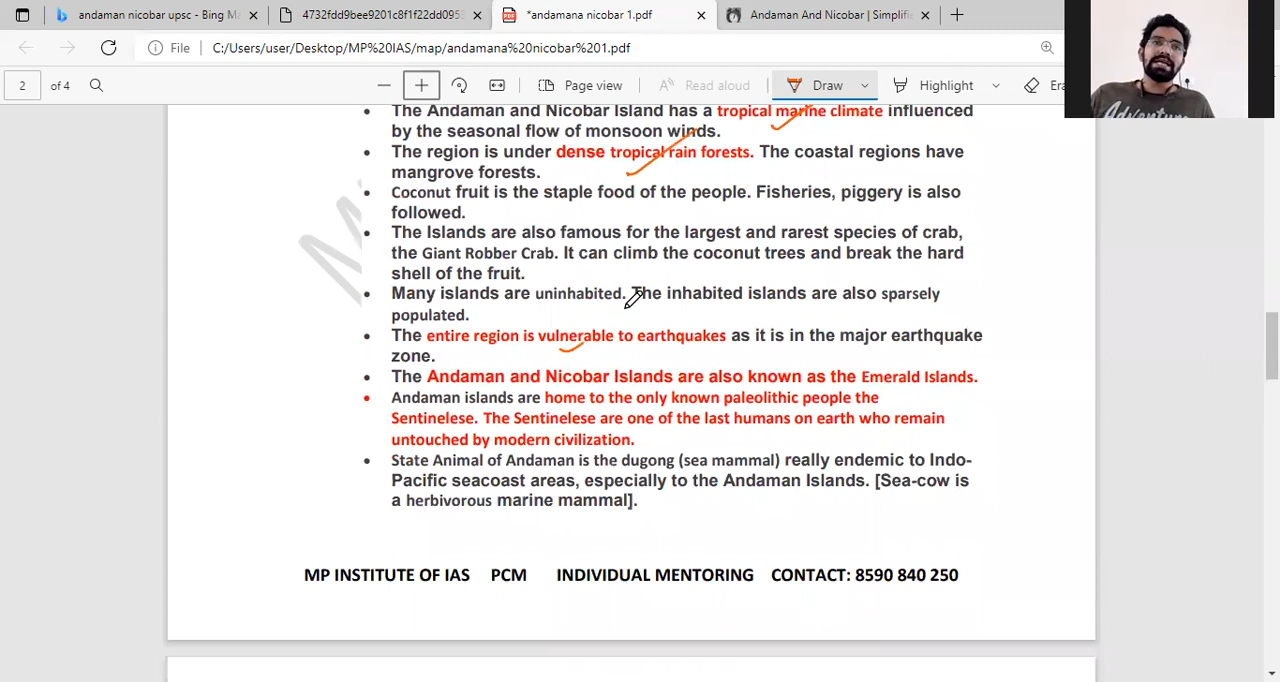 andaman nicobar upsc - Bing Ma
4732fdd9bee9201c8f1f22dd095
*andamana nicobar 1.pdf
Andaman And Nicobar | Simplifie
File
C:/Users/user/Desktop/MP%20IAS/map/andamana%20nicobar%201.pdf
2 of 4
Page view
Read aloud
Draw
Highlight
Era
The Andaman and Nicobar Island has a tropical marine climate influenced
by the seasonal flow of monsoon winds.
The region is under dense tropical rain forests. The coastal regions have
mangrove forests.
Coconut fruit is the staple food of the people. Fisheries, piggery is also
followed.
The Islands are also famous for the largest and rarest species of crab,
the Giant Robber Crab. It can climb the coconut trees and break the hard
shell of the fruit.
Many islands are uninhabited. The inhabited islands are also sparsely
populated.
The entire region is vulnerable to earthquakes as it is in the major earthquake
zone.
The Andaman and Nicobar Islands are also known as the Emerald Islands.
Andaman islands are home to the only known paleolithic people the
Sentinelese. The Sentinelese are one of the last humans on earth who remain
untouched by modern civilization.
State Animal of Andaman is the dugong (sea mammal) really endemic to Indo-
Pacific seacoast areas, especially to the Andaman Islands. [Sea-cow is
a herbivorous marine mammal].
MP INSTITUTE OF IAS PCM INDIVIDUAL MENTORING CONTACT: 8590 840 250